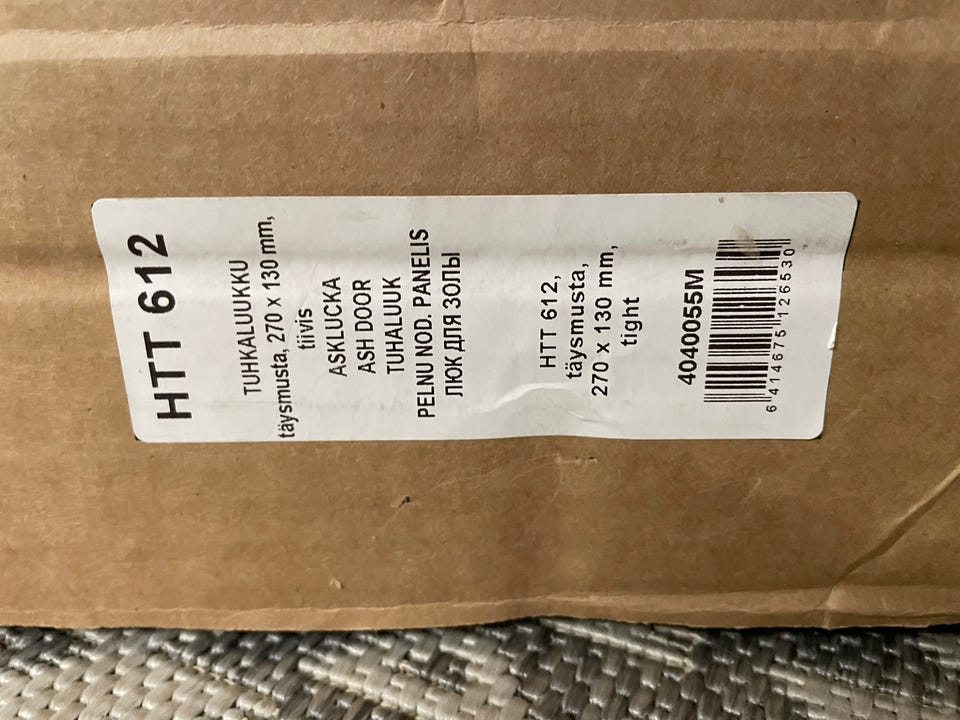 HTT 612
TUHKALUUKKU
täysmusta, 270 x 130 mm,
tiivis
ASKLUCKA
ASH DOOR
TUHALUUK
PELNU NOD. PANELIS
ЛЮК ДЛЯ ЗОЛЫ
HTT 612,
täysmusta,
270 x 130 mm,
tight
4040055M
6 414675 126530